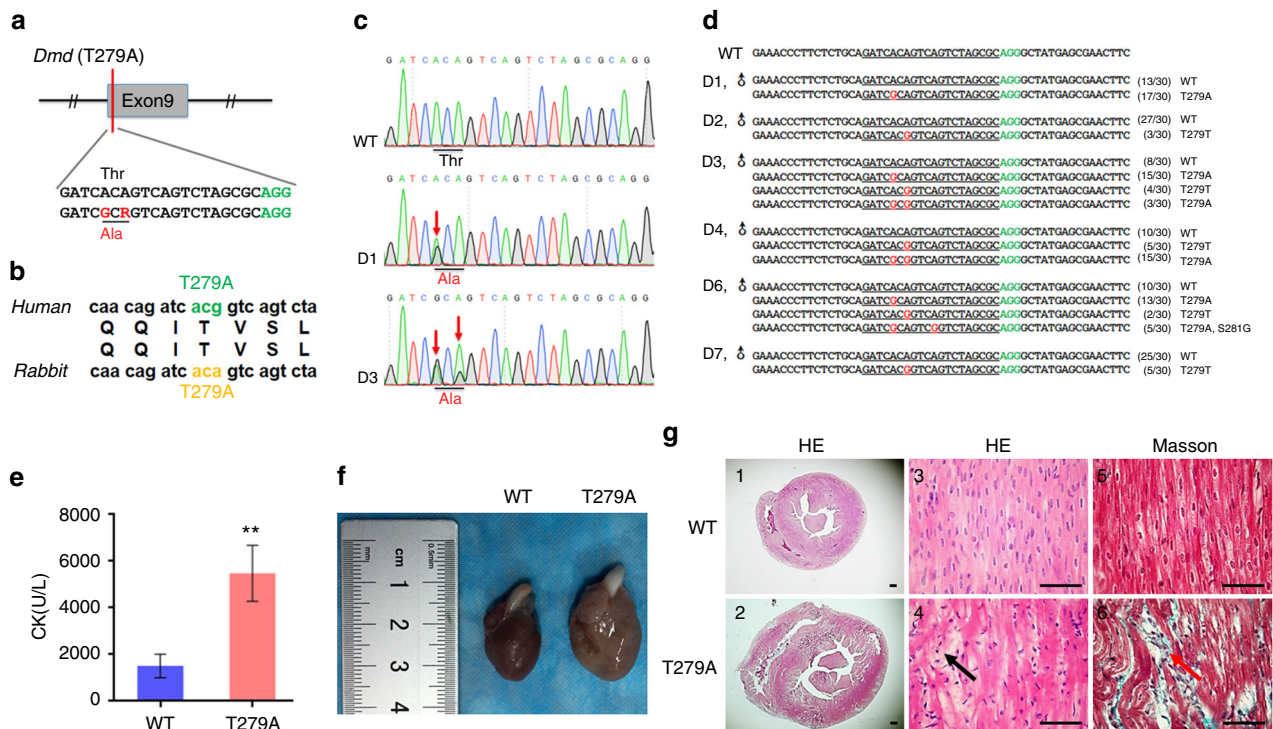 a
Dmd (T279A)
Exon9
Thr
GATCACAGTCAGTCTAGCGCAGG
GATCGCRGTCAGTCTAGCGCAGG
Ala
b
T279A
Human caa cag atc acg gtc agt cta
Q Q I T V S L
Q Q I T V S L
Rabbit caa cag atc aca gtc agt cta
T279A
c
G A T C A C A G T C A G T C T A G C G C A G G
WT
Thr
G A T C A C A G T C A G T C T A G C G C A G G
D1
Ala
G A T C G C A G T C A G T C T A G C G C A G G
D3
Ala
d
WT GAAACCCTTCTCTGCAGATCACAGTCAGTCTAGCGCAGGGCTATGAGCGAACTTC
D1, ♂ GAAACCCTTCTCTGCAGATCACAGTCAGTCTAGCGCAGGGCTATGAGCGAACTTC (13/30) WT
GAAACCCTTCTCTGCAGATCGCAGTCAGTCTAGCGCAGGGCTATGAGCGAACTTC (17/30) T279A
D2, ♂ GAAACCCTTCTCTGCAGATCACAGTCAGTCTAGCGCAGGGCTATGAGCGAACTTC (27/30) WT
GAAACCCTTCTCTGCAGATCACGGTCAGTCTAGCGCAGGGCTATGAGCGAACTTC (3/30) T279T
D3, ♂ GAAACCCTTCTCTGCAGATCACAGTCAGTCTAGCGCAGGGCTATGAGCGAACTTC (8/30) WT
GAAACCCTTCTCTGCAGATCGCAGTCAGTCTAGCGCAGGGCTATGAGCGAACTTC (15/30) T279A
GAAACCCTTCTCTGCAGATCACGGTCAGTCTAGCGCAGGGCTATGAGCGAACTTC (4/30) T279T
GAAACCCTTCTCTGCAGATCGCGGTCAGTCTAGCGCAGGGCTATGAGCGAACTTC (3/30) T279A
D4, ♂ GAAACCCTTCTCTGCAGATCACAGTCAGTCTAGCGCAGGGCTATGAGCGAACTTC (10/30) WT
GAAACCCTTCTCTGCAGATCACGGTCAGTCTAGCGCAGGGCTATGAGCGAACTTC (5/30) T279T
GAAACCCTTCTCTGCAGATCGCGGTCAGTCTAGCGCAGGGCTATGAGCGAACTTC (15/30) T279A
D6, ♂ GAAACCCTTCTCTGCAGATCACAGTCAGTCTAGCGCAGGGCTATGAGCGAACTTC (10/30) WT
GAAACCCTTCTCTGCAGATCGCAGTCAGTCTAGCGCAGGGCTATGAGCGAACTTC (13/30) T279A
GAAACCCTTCTCTGCAGATCACGGTCAGTCTAGCGCAGGGCTATGAGCGAACTTC (2/30) T279T
GAAACCCTTCTCTGCAGATCGCAGTCGGTCTAGCGCAGGGCTATGAGCGAACTTC (5/30) T279A, S281G
D7, ♂ GAAACCCTTCTCTGCAGATCACAGTCAGTCTAGCGCAGGGCTATGAGCGAACTTC (25/30) WT
GAAACCCTTCTCTGCAGATCACGGTCAGTCTAGCGCAGGGCTATGAGCGAACTTC (5/30) T279T
e
CK(U/L)
8000
6000
4000
2000
0
**
WT T279A
f
WT T279A
mm cm 0.5mm
1
2
3
4
g
HE HE Masson
WT
1 3 5
T279A
2 4 6